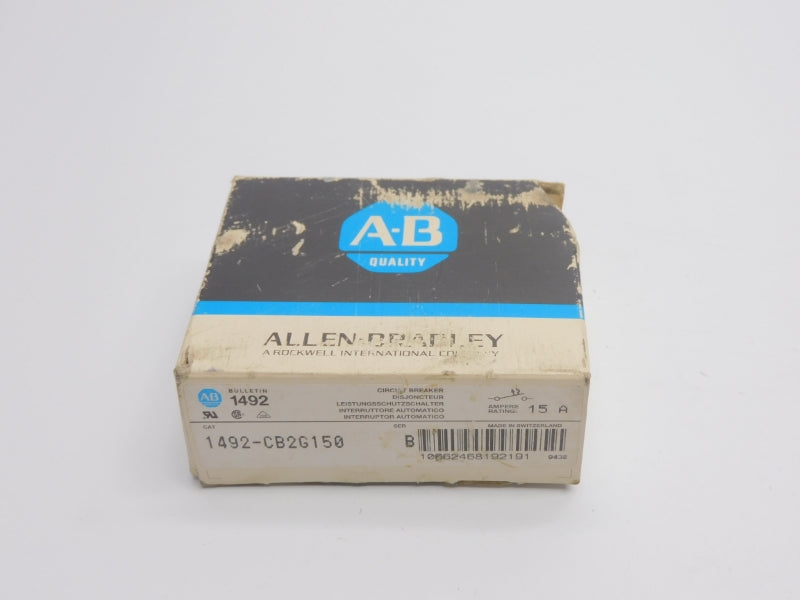 A-B
QUALITY
ALLEN-BRADLEY
A ROCKWELL INTERNATIONAL COMPANY
AB
BULLETIN
1492
CIRCUIT BREAKER
DISJONCTEUR
LEISTUNGSSCHUTZSCHALTER
INTERRUTTORE AUTOMATICO
INTERRUPTOR AUTOMATICO
AMPERE
RATING: 15 A
CAT SER MADE IN SWITZERLAND
1492-CB2G150 B
10662468192191 9438